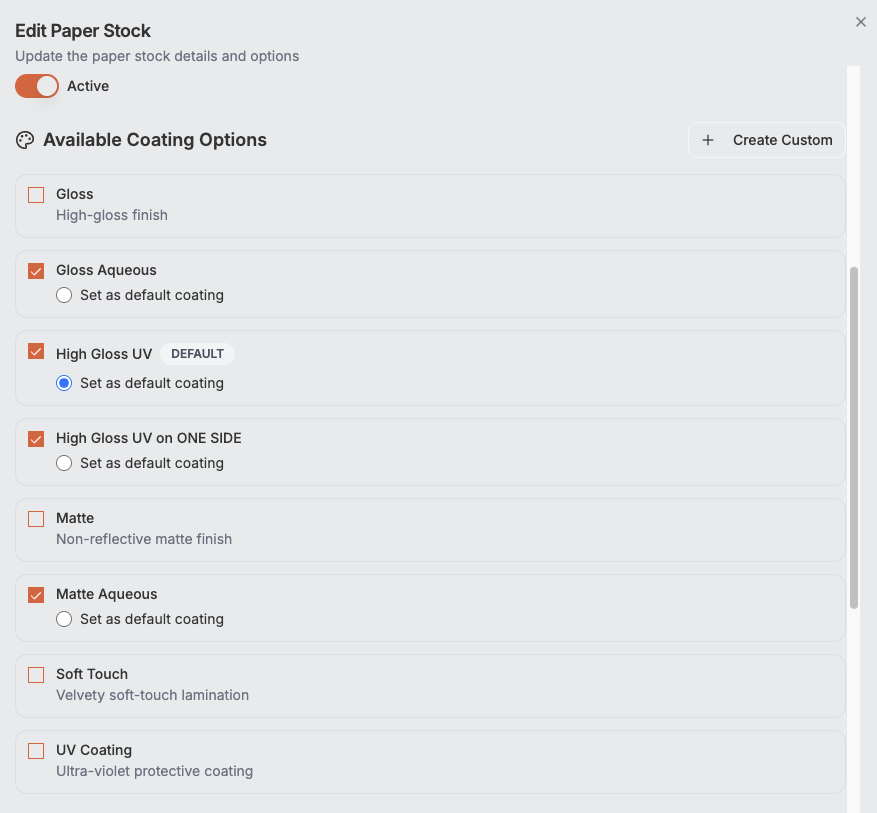 Edit Paper Stock
Update the paper stock details and options
Active
Available Coating Options
Create Custom
Gloss
High-gloss finish
Gloss Aqueous
Set as default coating
High Gloss UV DEFAULT
Set as default coating
High Gloss UV on ONE SIDE
Set as default coating
Matte
Non-reflective matte finish
Matte Aqueous
Set as default coating
Soft Touch
Velvety soft-touch lamination
UV Coating
Ultra-violet protective coating